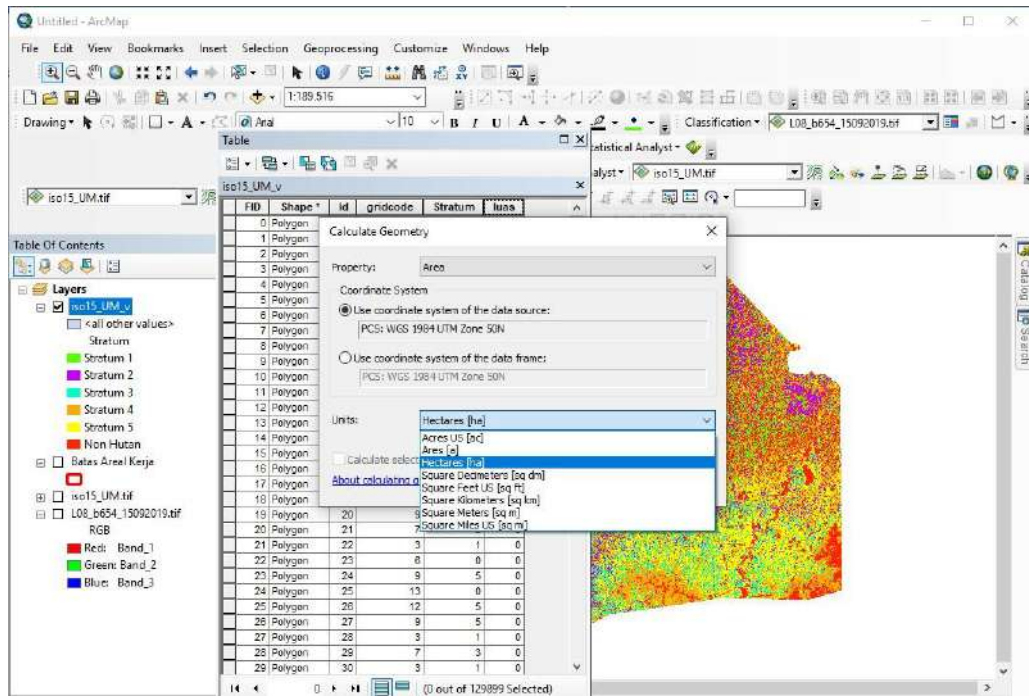 Untitled - ArcMap
File Edit View Bookmarks Insert Selection Geoprocessing Customize Windows Help
1:189.516
Drawing A Arial 10 B I U A Classification L08_b654_15092019.tif
Table
tatistical Analyst
alyst iso15_UM.tif
iso15_UM.tif
iso15_UM_v
FID Shape * Id gridcode Stratum luas
0 Polygon
1 Polygon
2 Polygon
3 Polygon
4 Polygon
5 Polygon
6 Polygon
7 Polygon
8 Polygon
9 Polygon
10 Polygon
11 Polygon
12 Polygon
13 Polygon
14 Polygon
15 Polygon
16 Polygon
17 Polygon
18 Polygon
19 Polygon 20 9
20 Polygon 21 7
21 Polygon 22 3 1 0
22 Polygon 23 6 0 0
23 Polygon 24 9 5 0
24 Polygon 25 13 0 0
25 Polygon 26 12 5 0
26 Polygon 27 9 5 0
27 Polygon 28 3 1 0
28 Polygon 29 7 3 0
29 Polygon 30 3 1 0
0 (0 out of 129899 Selected)
Calculate Geometry
Property: Area
Coordinate System
Use coordinate system of the data source:
PCS: WGS 1984 UTM Zone 50N
Use coordinate system of the data frame:
PCS: WGS 1984 UTM Zone 50N
Units: Hectares [ha]
Acres US [ac]
Ares [a]
Hectares [ha]
Square Decimeters [sq dm]
Square Feet US [sq ft]
Square Kilometers [sq km]
Square Meters [sq m]
Square Miles US [sq mi]
Calculate select
About calculating g
Table Of Contents
Layers
iso15_UM_v
<all other values>
Stratum
Stratum 1
Stratum 2
Stratum 3
Stratum 4
Stratum 5
Non Hutan
Batas Areal Kerja
iso15_UM.tif
L08_b654_15092019.tif
RGB
Red: Band_1
Green: Band_2
Blue: Band_3
Catalog
Search